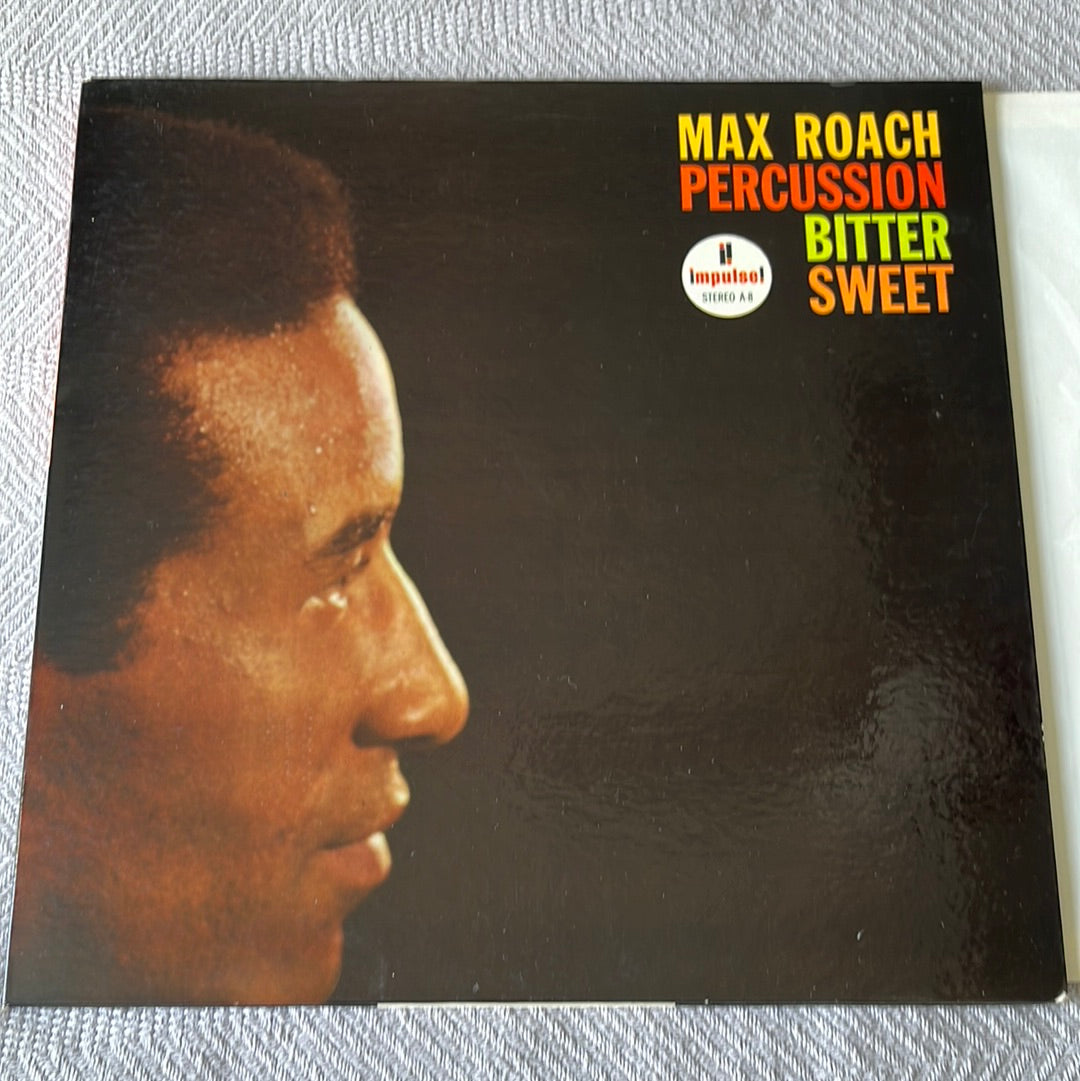 MAX ROACH
PERCUSSION
BITTER
SWEET
i!
impulse!
STEREO A-8